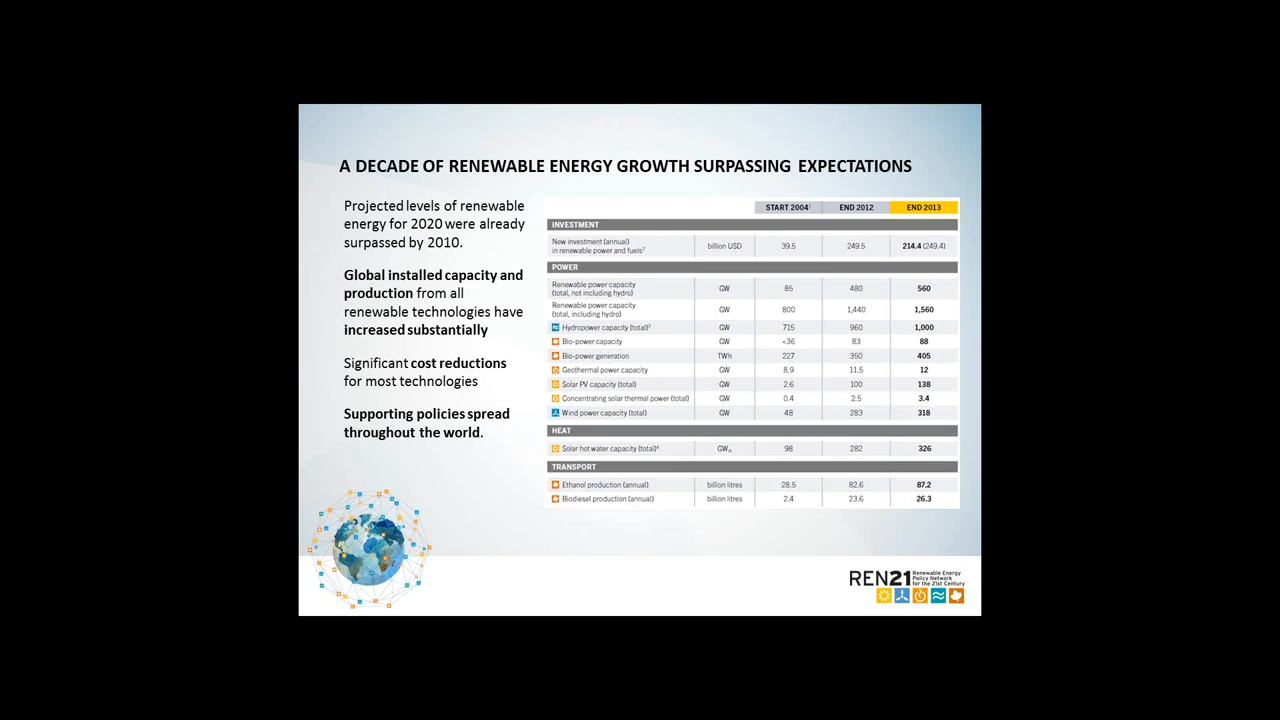 A DECADE OF RENEWABLE ENERGY GROWTH SURPASSING EXPECTATIONS
Projected levels of renewable
energy for 2020 were already
surpassed by 2010.
Global installed capacity and
production from all
renewable technologies have
increased substantially
Significant cost reductions
for most technologies
Supporting policies spread
throughout the world.
START 2004¹ END 2012 END 2013
INVESTMENT
New investment (annual)
in renewable power and fuels² billion USD 39.5 249.5 214.4 (249.4)
POWER
Renewable power capacity
(total, not including hydro) GW 85 480 560
Renewable power capacity
(total, including hydro) GW 800 1,440 1,560
Hydropower capacity (total)³ GW 715 960 1,000
Bio-power capacity GW <36 83 88
Bio-power generation TWh 227 350 405
Geothermal power capacity GW 8.9 11.5 12
Solar PV capacity (total) GW 2.6 100 138
Concentrating solar thermal power (total) GW 0.4 2.5 3.4
Wind power capacity (total) GW 48 283 318
HEAT
Solar hot water capacity (total)⁴ GWth 98 282 326
TRANSPORT
Ethanol production (annual) billion litres 28.5 82.6 87.2
Biodiesel production (annual) billion litres 2.4 23.6 26.3
REN21 Renewable Energy
Policy Network
for the 21st Century